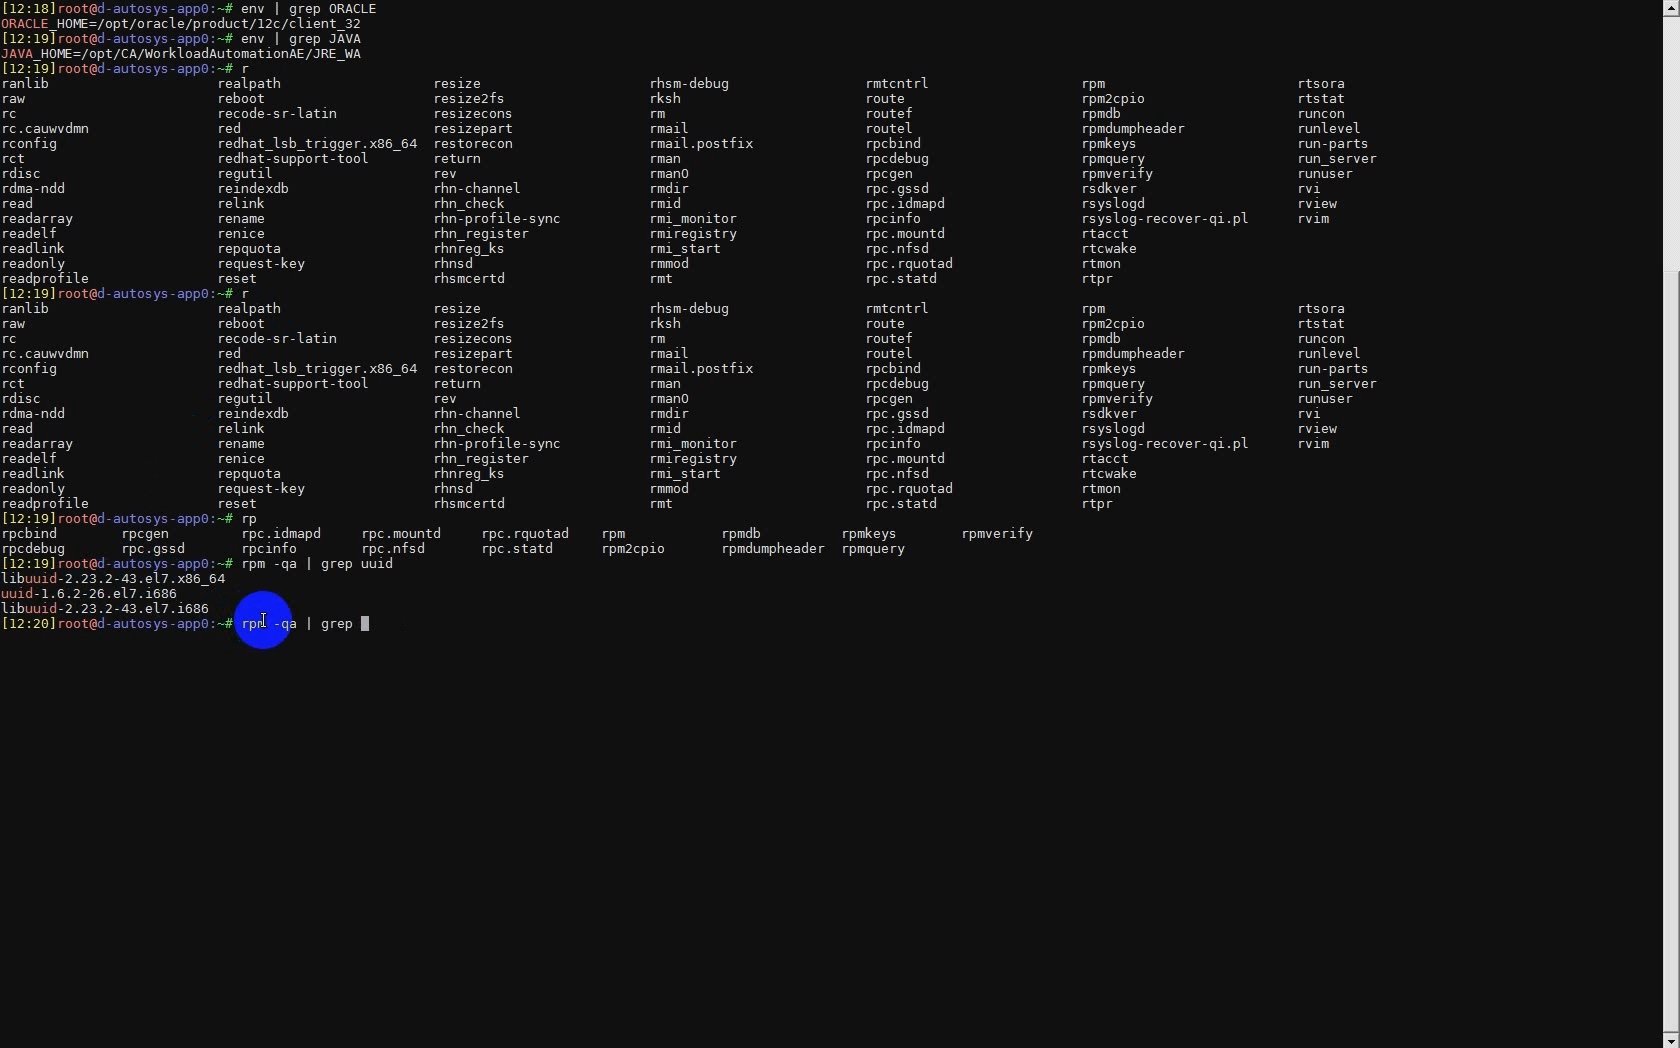 [12:18]root@d-autosys-app0:~# env | grep ORACLE
ORACLE_HOME=/opt/oracle/product/12c/client_32
[12:19]root@d-autosys-app0:~# env | grep JAVA
JAVA_HOME=/opt/CA/WorkloadAutomationAE/JRE_WA
[12:19]root@d-autosys-app0:~# r
ranlib realpath resize rhsm-debug rmtcntrl rpm rtsora
raw reboot resize2fs rksh route rpm2cpio rtstat
rc recode-sr-latin resizecons rm routef rpmdb runcon
rc.cauwvdmn red resizepart rmail routel rpmdumpheader runlevel
rconfig redhat_lsb_trigger.x86_64 restorecon rmail.postfix rpcbind rpmkeys run-parts
rct redhat-support-tool return rman rpcdebug rpmquery run_server
rdisc regutil rev rmanO rpcgen rpmverify runuser
rdma-ndd reindexdb rhn-channel rmdir rpc.gssd rsdkver rvi
read relink rhn_check rmid rpc.idmapd rsyslogd rview
readarray rename rhn-profile-sync rmi_monitor rpcinfo rsyslog-recover-qi.pl rvim
readelf renice rhn_register rmiregistry rpc.mountd rtacct
readlink repquota rhnreg_ks rmi_start rpc.nfsd rtcwake
readonly request-key rhnsd rmmod rpc.rquotad rtmon
readprofile reset rhsmcertd rmt rpc.statd rtpr
[12:19]root@d-autosys-app0:~# r
ranlib realpath resize rhsm-debug rmtcntrl rpm rtsora
raw reboot resize2fs rksh route rpm2cpio rtstat
rc recode-sr-latin resizecons rm routef rpmdb runcon
rc.cauwvdmn red resizepart rmail routel rpmdumpheader runlevel
rconfig redhat_lsb_trigger.x86_64 restorecon rmail.postfix rpcbind rpmkeys run-parts
rct redhat-support-tool return rman rpcdebug rpmquery run_server
rdisc regutil rev rmanO rpcgen rpmverify runuser
rdma-ndd reindexdb rhn-channel rmdir rpc.gssd rsdkver rvi
read relink rhn_check rmid rpc.idmapd rsyslogd rview
readarray rename rhn-profile-sync rmi_monitor rpcinfo rsyslog-recover-qi.pl rvim
readelf renice rhn_register rmiregistry rpc.mountd rtacct
readlink repquota rhnreg_ks rmi_start rpc.nfsd rtcwake
readonly request-key rhnsd rmmod rpc.rquotad rtmon
readprofile reset rhsmcertd rmt rpc.statd rtpr
[12:19]root@d-autosys-app0:~# rp
rpcbind rpcgen rpc.idmapd rpc.mountd rpc.rquotad rpm rpmdb rpmkeys rpmverify
rpcdebug rpc.gssd rpcinfo rpc.nfsd rpc.statd rpm2cpio rpmdumpheader rpmquery
[12:19]root@d-autosys-app0:~# rpm -qa | grep uuid
libuuid-2.23.2-43.el7.x86_64
uuid-1.6.2-26.el7.i686
libuuid-2.23.2-43.el7.i686
[12:20]root@d-autosys-app0:~# rpm -qa | grep